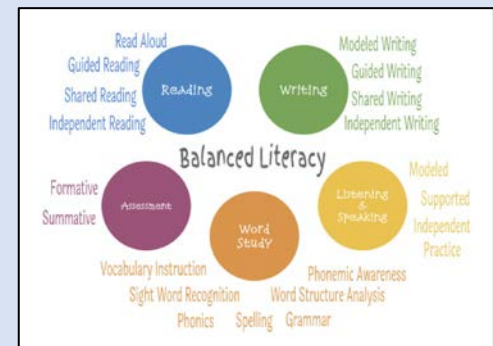 Read Aloud
Guided Reading
Shared Reading
Independent Reading
Reading
Writing
Modeled Writing
Guided Writing
Shared Writing
Independent Writing
Balanced Literacy
Formative
Summative
Assessment
Word
Study
Listening
&
Speaking
Modeled
Supported
Independent
Practice
Vocabulary Instruction
Sight Word Recognition
Phonics
Spelling
Phonemic Awareness
Word Structure Analysis
Grammar